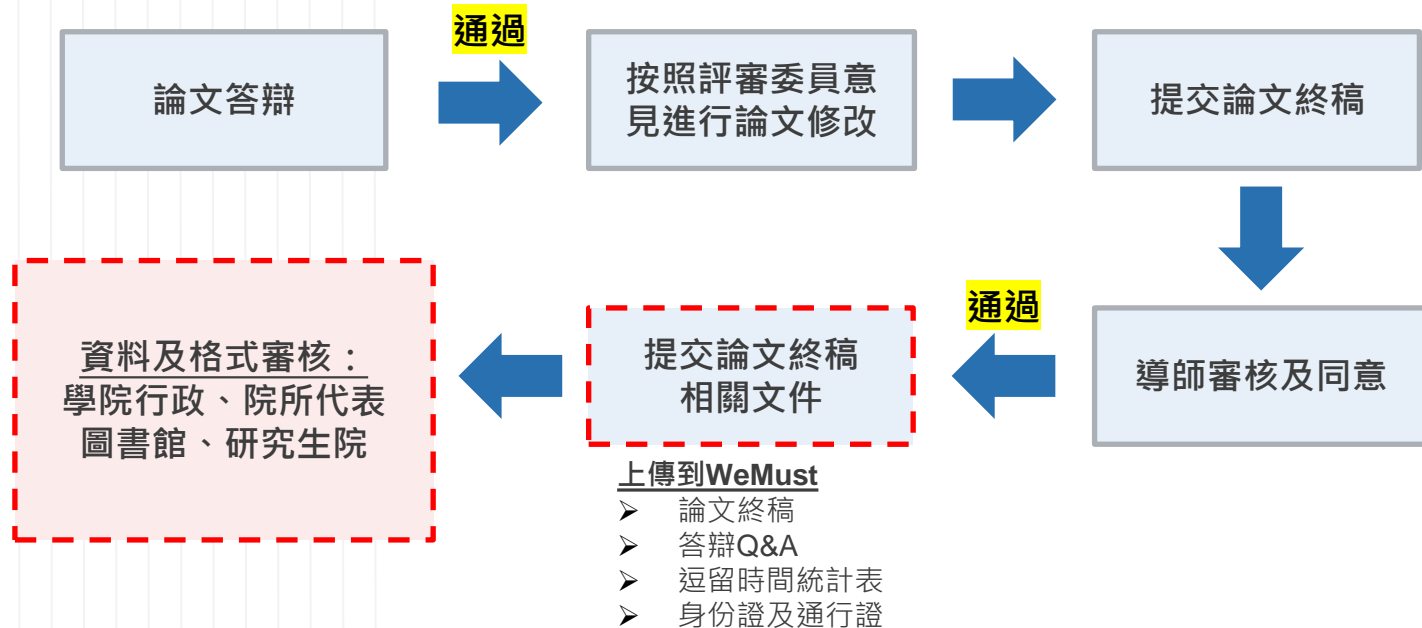 論文答辯
通過
按照評審委員意
見進行論文修改
提交論文終稿
導師審核及同意
通過
提交論文終稿
相關文件
上傳到WeMust
➢ 論文終稿
➢ 答辯Q&A
➢ 逗留時間統計表
➢ 身份證及通行證
資料及格式審核：
學院行政、院所代表
圖書館、研究生院